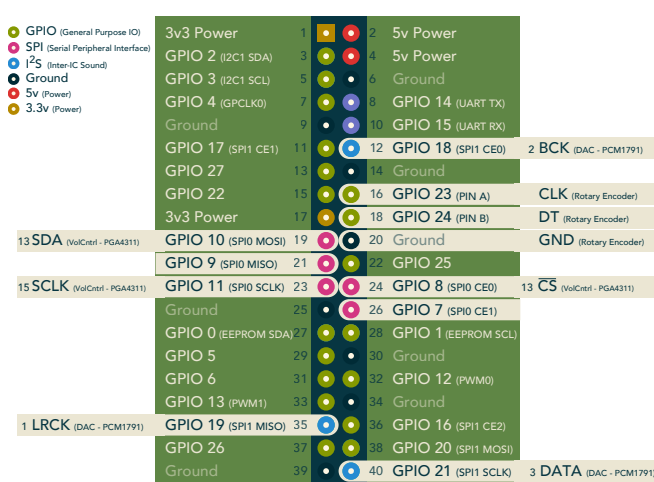 GPIO (General Purpose IO)
SPI (Serial Peripheral Interface)
I2S (Inter-IC Sound)
Ground
5v (Power)
3.3v (Power)
3v3 Power 1 2 5v Power
GPIO 2 (I2C1 SDA) 3 4 5v Power
GPIO 3 (I2C1 SCL) 5 6 Ground
GPIO 4 (GPCLK0) 7 8 GPIO 14 (UART TX)
Ground 9 10 GPIO 15 (UART RX)
GPIO 17 (SPI1 CE1) 11 12 GPIO 18 (SPI1 CE0) 2 BCK (DAC - PCM1791)
GPIO 27 13 14 Ground
GPIO 22 15 16 GPIO 23 (PIN A) CLK (Rotary Encoder)
3v3 Power 17 18 GPIO 24 (PIN B) DT (Rotary Encoder)
13 SDA (VolCntrl - PGA4311) GPIO 10 (SPI0 MOSI) 19 20 Ground GND (Rotary Encoder)
GPIO 9 (SPI0 MISO) 21 22 GPIO 25
15 SCLK (VolCntrl - PGA4311) GPIO 11 (SPI0 SCLK) 23 24 GPIO 8 (SPI0 CE0) 13 CS (VolCntrl - PGA4311)
Ground 25 26 GPIO 7 (SPI0 CE1)
GPIO 0 (EEPROM SDA) 27 28 GPIO 1 (EEPROM SCL)
GPIO 5 29 30 Ground
GPIO 6 31 32 GPIO 12 (PWM0)
GPIO 13 (PWM1) 33 34 Ground
1 LRCK (DAC - PCM1791) GPIO 19 (SPI1 MISO) 35 36 GPIO 16 (SPI1 CE2)
GPIO 26 37 38 GPIO 20 (SPI1 MOSI)
Ground 39 40 GPIO 21 (SPI1 SCLK) 3 DATA (DAC - PCM1791)